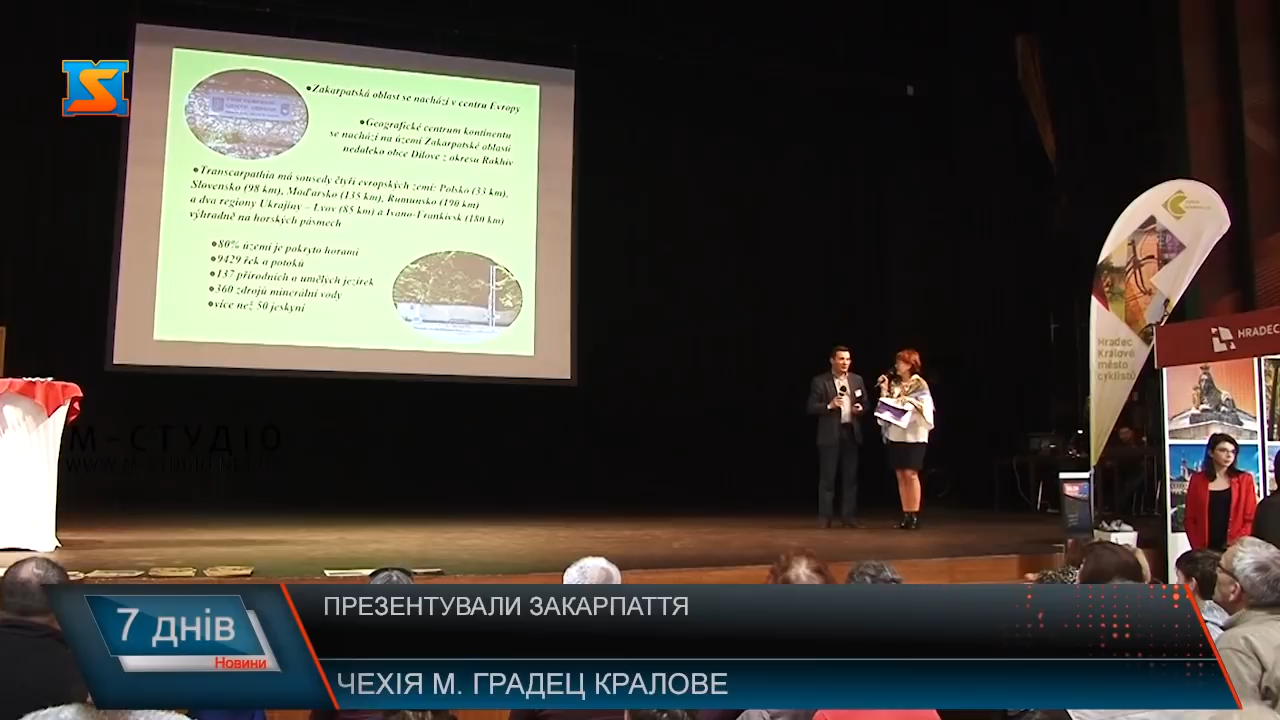 •Zakarpatská oblast se nachází v centru Evropy
•Geografické centrum kontinentu
se nachází na území Zakarpatské oblasti
nedaleko obce Dilove z okresu Rakhiv
•Transcarpathia má sousedy čtyři evropských zemí: Polsko (33 km),
Slovensko (98 km), Moďarsko (135 km), Rumunsko (190 km)
a dva regiony Ukrajiny – Lvov (85 km) a Ivano-Frankivsk (180 km)
výhradně na horských pásmech
•80% území je pokryto horami
•9429 řek a potoků
•137 přírodních a umělých jezírek
•360 zdrojů minerální vody
•více než 50 jeskyní
Hradec
Králové
město
cyklistů
HRADEC
М-СТУДІО
7 днів
Новини
ПРЕЗЕНТУВАЛИ ЗАКАРПАТТЯ
ЧЕХІЯ М. ГРАДЕЦ КРАЛОВЕ